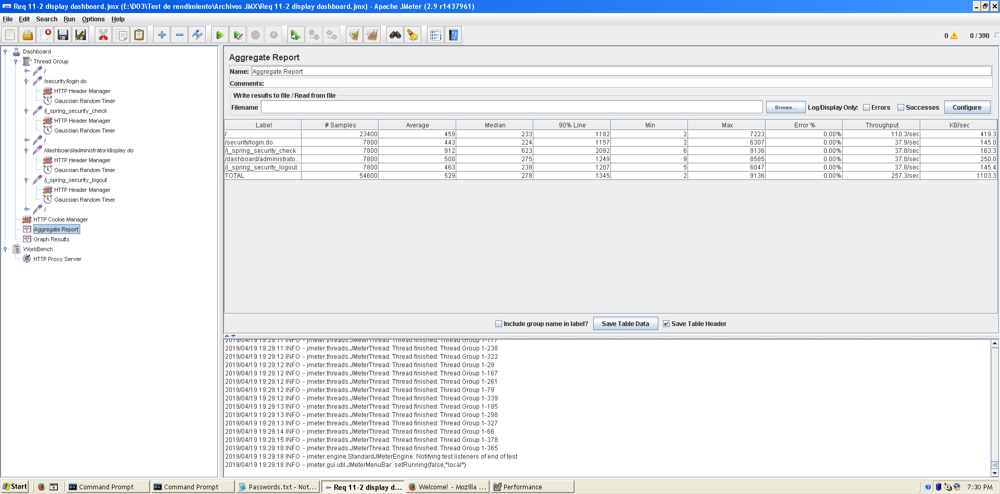 Req 11-2 display dashboard.jmx (E:\D03\Test de rendimiento\Archivos JMX\Req 11-2 display dashboard.jmx) - Apache JMeter (2.9 r1437961)
File Edit Search Run Options Help
0 0 / 390
Dashboard
Thread Group
/
/security/login.do
HTTP Header Manager
Gaussian Random Timer
/j_spring_security_check
HTTP Header Manager
Gaussian Random Timer
/
/dashboard/administrator/display.do
HTTP Header Manager
Gaussian Random Timer
/j_spring_security_logout
HTTP Header Manager
Gaussian Random Timer
/
HTTP Cookie Manager
Aggregate Report
Graph Results
WorkBench
HTTP Proxy Server
Aggregate Report
Name: Aggregate Report
Comments:
Write results to file / Read from file
Filename Browse... Log/Display Only: Errors Successes Configure
Label # Samples Average Median 90% Line Min Max Error % Throughput KB/sec
/ 23400 459 233 1182 2 7223 0.00% 110.3/sec 419.3
/security/login.do 7800 443 224 1157 2 6307 0.00% 37.9/sec 145.0
/j_spring_security_check 7800 912 623 2092 6 9136 0.00% 37.8/sec 163.3
/dashboard/administrato... 7800 508 275 1249 9 8585 0.00% 37.8/sec 250.0
/j_spring_security_logout 7800 463 239 1207 5 6047 0.00% 37.8/sec 145.4
TOTAL 54600 529 278 1345 2 9136 0.00% 257.3/sec 1103.3
Include group name in label? Save Table Data Save Table Header
2019/04/19 19:29:11 INFO - jmeter.threads.JMeterThread: Thread finished: Thread Group 1-177
2019/04/19 19:29:11 INFO - jmeter.threads.JMeterThread: Thread finished: Thread Group 1-238
2019/04/19 19:29:12 INFO - jmeter.threads.JMeterThread: Thread finished: Thread Group 1-322
2019/04/19 19:29:12 INFO - jmeter.threads.JMeterThread: Thread finished: Thread Group 1-29
2019/04/19 19:29:12 INFO - jmeter.threads.JMeterThread: Thread finished: Thread Group 1-167
2019/04/19 19:29:12 INFO - jmeter.threads.JMeterThread: Thread finished: Thread Group 1-261
2019/04/19 19:29:12 INFO - jmeter.threads.JMeterThread: Thread finished: Thread Group 1-79
2019/04/19 19:29:12 INFO - jmeter.threads.JMeterThread: Thread finished: Thread Group 1-339
2019/04/19 19:29:13 INFO - jmeter.threads.JMeterThread: Thread finished: Thread Group 1-185
2019/04/19 19:29:13 INFO - jmeter.threads.JMeterThread: Thread finished: Thread Group 1-298
2019/04/19 19:29:13 INFO - jmeter.threads.JMeterThread: Thread finished: Thread Group 1-327
2019/04/19 19:29:14 INFO - jmeter.threads.JMeterThread: Thread finished: Thread Group 1-66
2019/04/19 19:29:15 INFO - jmeter.threads.JMeterThread: Thread finished: Thread Group 1-378
2019/04/19 19:29:18 INFO - jmeter.threads.JMeterThread: Thread finished: Thread Group 1-365
2019/04/19 19:29:18 INFO - jmeter.engine.StandardJMeterEngine: Notifying test listeners of end of test
2019/04/19 19:29:18 INFO - jmeter.gui.util.JMeterMenuBar: setRunning(false,*local*)
Start Command Prompt Command Prompt Passwords.txt - Not... Req 11-2 display d... Welcome! - Mozilla ... Performance 7:30 PM